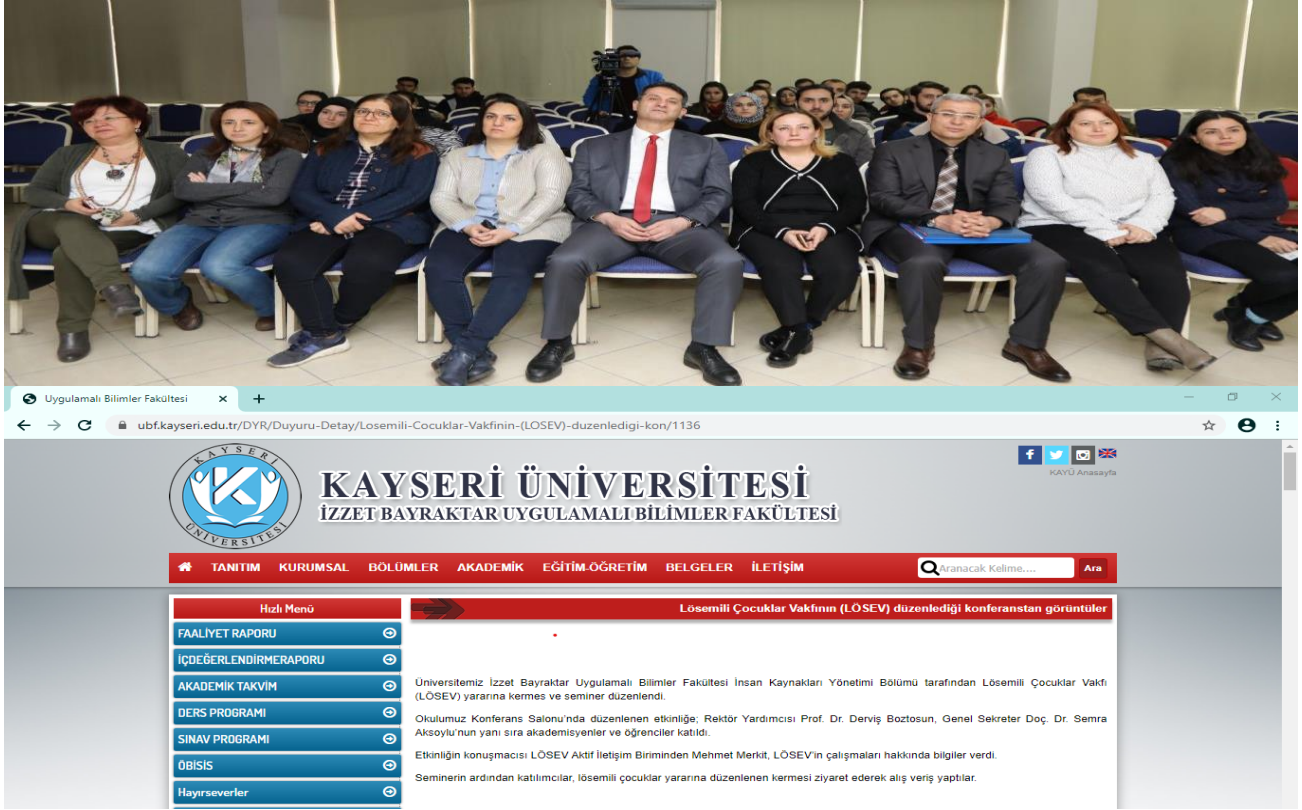 Uygulamalı Bilimler Fakültesi
ubf.kayseri.edu.tr/DYR/Duyuru-Detay/Losemili-Cocuklar-Vakfinin-(LOSEV)-duzenledigi-kon/1136
KAYSERİ
ÜNİVERSİTESİ
KAYSERİ ÜNİVERSİTESİ
İZZET BAYRAKTAR UYGULAMALI BİLİMLER FAKÜLTESİ
KAYÜ Anasayfa
TANITIM KURUMSAL BÖLÜMLER AKADEMİK EĞİTİM-ÖĞRETİM BELGELER İLETİŞİM Aranacak Kelime.... Ara
Hızlı Menü
FAALİYET RAPORU
İÇDEĞERLENDİRMERAPORU
AKADEMİK TAKVİM
DERS PROGRAMI
SINAV PROGRAMI
ÖBİSİS
Hayırseverler
Lösemili Çocuklar Vakfının (LÖSEV) düzenlediği konferanstan görüntüler
Üniversitemiz İzzet Bayraktar Uygulamalı Bilimler Fakültesi İnsan Kaynakları Yönetimi Bölümü tarafından Lösemili Çocuklar Vakfı
(LÖSEV) yararına kermes ve seminer düzenlendi.
Okulumuz Konferans Salonu'nda düzenlenen etkinliğe; Rektör Yardımcısı Prof. Dr. Derviş Boztosun, Genel Sekreter Doç. Dr. Semra
Aksoylu'nun yanı sıra akademisyenler ve öğrenciler katıldı.
Etkinliğin konuşmacısı LÖSEV Aktif İletişim Biriminden Mehmet Merkit, LÖSEV'in çalışmaları hakkında bilgiler verdi.
Seminerin ardından katılımcılar, lösemili çocuklar yararına düzenlenen kermesi ziyaret ederek alış veriş yaptılar.